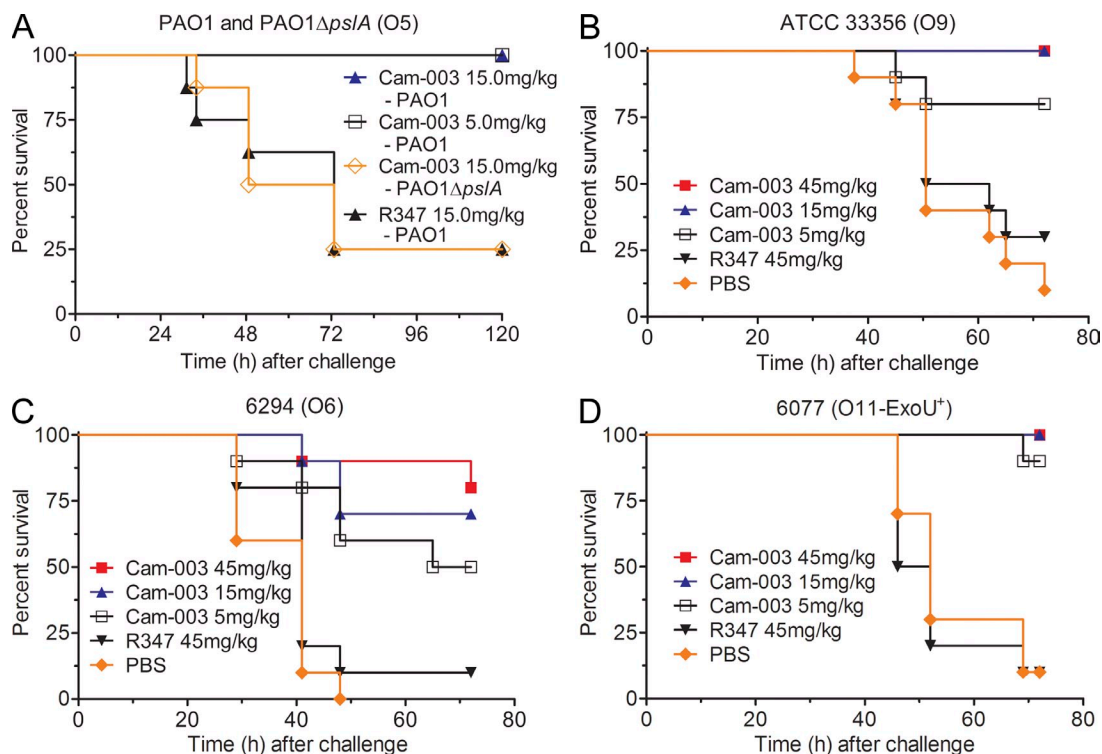 A
PAO1 and PAO1ΔpslA (O5)
100
75
50
25
0
Percent survival
Cam-003 15.0mg/kg
- PAO1
Cam-003 5.0mg/kg
- PAO1
Cam-003 15.0mg/kg
- PAO1ΔpslA
R347 15.0mg/kg
- PAO1
0 24 48 72 96 120
Time (h) after challenge
B
ATCC 33356 (O9)
100
75
50
25
0
Percent survival
Cam-003 45mg/kg
Cam-003 15mg/kg
Cam-003 5mg/kg
R347 45mg/kg
PBS
0 20 40 60 80
Time (h) after challenge
C
6294 (O6)
100
75
50
25
0
Percent survival
Cam-003 45mg/kg
Cam-003 15mg/kg
Cam-003 5mg/kg
R347 45mg/kg
PBS
0 20 40 60 80
Time (h) after challenge
D
6077 (O11-ExoU⁺)
100
75
50
25
0
Percent survival
Cam-003 45mg/kg
Cam-003 15mg/kg
Cam-003 5mg/kg
R347 45mg/kg
PBS
0 20 40 60 80
Time (h) after challenge